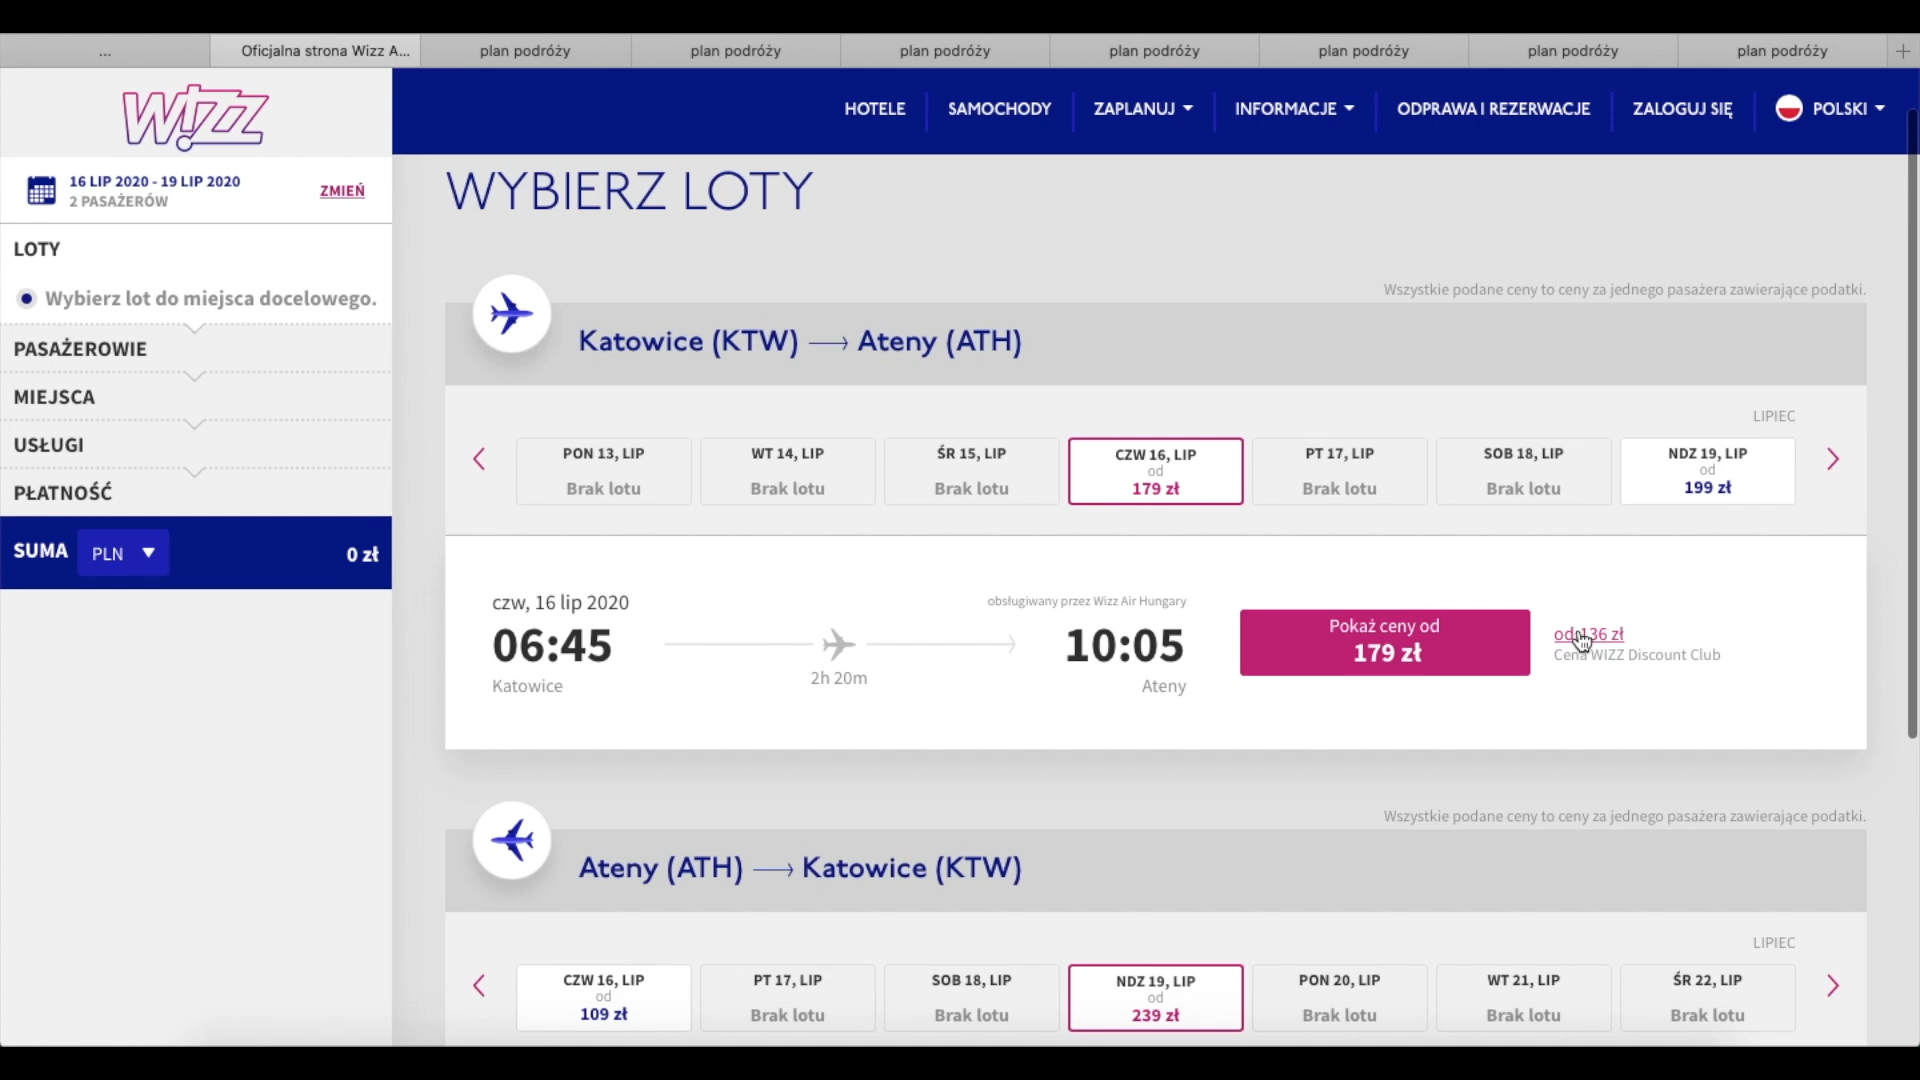 ...
Oficjalna strona Wizz A...
plan podróży
plan podróży
plan podróży
plan podróży
plan podróży
plan podróży
plan podróży
WIZZ
HOTELE
SAMOCHODY
ZAPLANUJ
INFORMACJE
ODPRAWA I REZERWACJE
ZALOGUJ SIĘ
POLSKI
16 LIP 2020 - 19 LIP 2020
2 PASAŻERÓW
ZMIEŃ
LOTY
Wybierz lot do miejsca docelowego.
PASAŻEROWIE
MIEJSCA
USŁUGI
PŁATNOŚĆ
SUMA
PLN
0 zł
WYBIERZ LOTY
Wszystkie podane ceny to ceny za jednego pasażera zawierające podatki.
Katowice (KTW) → Ateny (ATH)
LIPIEC
PON 13, LIP
Brak lotu
WT 14, LIP
Brak lotu
ŚR 15, LIP
Brak lotu
CZW 16, LIP
od
179 zł
PT 17, LIP
Brak lotu
SOB 18, LIP
Brak lotu
NDZ 19, LIP
od
199 zł
czw, 16 lip 2020
06:45
Katowice
2h 20m
obsługiwany przez Wizz Air Hungary
10:05
Ateny
Pokaż ceny od
179 zł
od 136 zł
Cena WIZZ Discount Club
Wszystkie podane ceny to ceny za jednego pasażera zawierające podatki.
Ateny (ATH) → Katowice (KTW)
LIPIEC
CZW 16, LIP
od
109 zł
PT 17, LIP
Brak lotu
SOB 18, LIP
Brak lotu
NDZ 19, LIP
od
239 zł
PON 20, LIP
Brak lotu
WT 21, LIP
Brak lotu
ŚR 22, LIP
Brak lotu